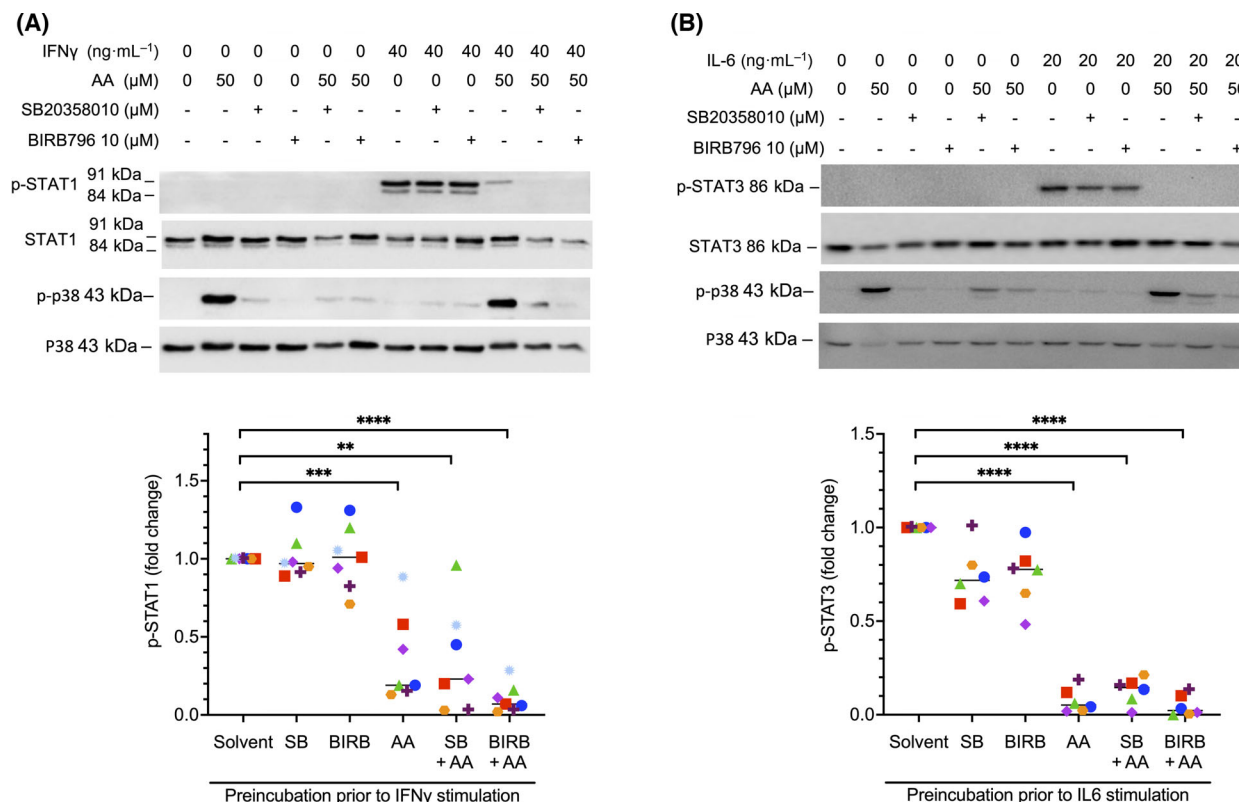 (A)
IFNγ (ng·mL⁻¹) 0 0 0 0 0 0 40 40 40 40 40 40
AA (µM) 0 50 0 0 50 50 0 0 0 50 50 50
SB20358010 (µM) - - + - + - - + - - + -
BIRB796 10 (µM) - - - + - + - - + - - +
p-STAT1 91 kDa
84 kDa
STAT1 91 kDa
84 kDa
p-p38 43 kDa
P38 43 kDa
****
**
***
p-STAT1 (fold change)
1.5
1.0
0.5
0.0
Solvent SB BIRB AA SB + AA BIRB + AA
Preincubation prior to IFNγ stimulation
(B)
IL-6 (ng·mL⁻¹) 0 0 0 0 0 0 20 20 20 20 20 20
AA (µM) 0 50 0 0 50 50 0 0 0 50 50 50
SB20358010 (µM) - - + - + - - + - - + -
BIRB796 10 (µM) - - - + - + - - + - - +
p-STAT3 86 kDa
STAT3 86 kDa
p-p38 43 kDa
P38 43 kDa
****
****
****
p-STAT3 (fold change)
1.5
1.0
0.5
0.0
Solvent SB BIRB AA SB + AA BIRB + AA
Preincubation prior to IL6 stimulation